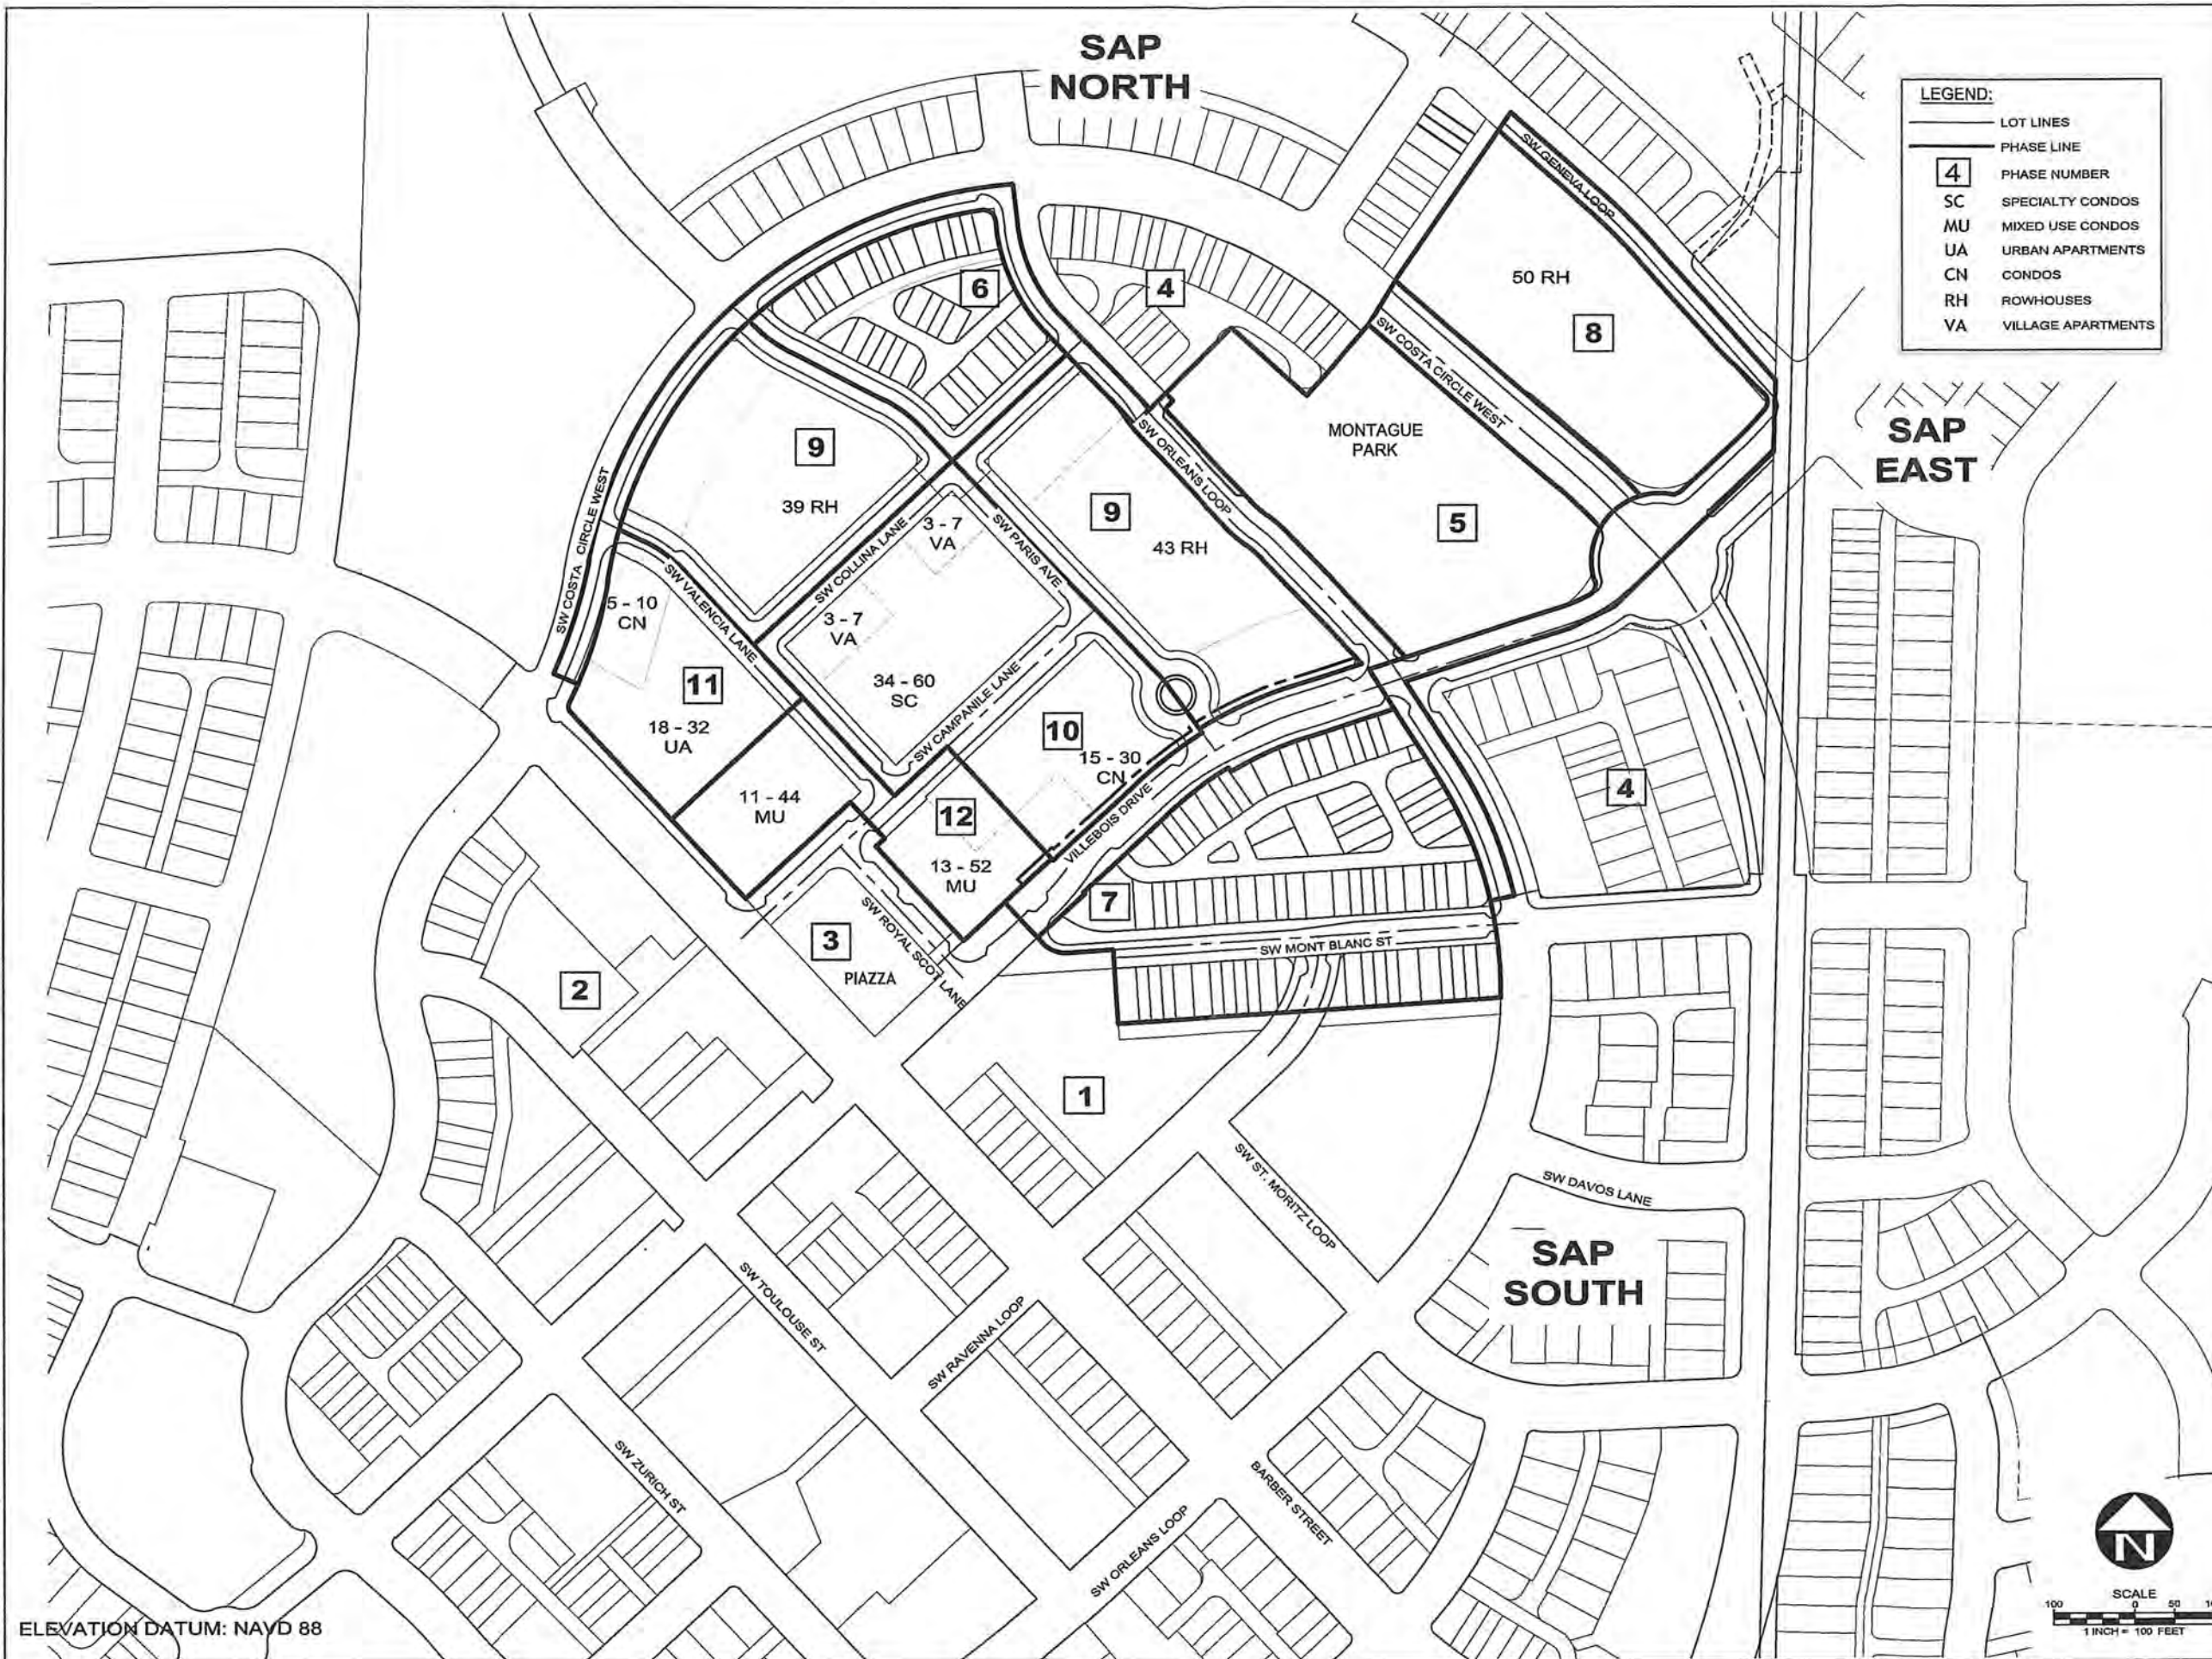 SAP
NORTH
LEGEND:
LOT LINES
PHASE LINE
4 PHASE NUMBER
SC SPECIALTY CONDOS
MU MIXED USE CONDOS
UA URBAN APARTMENTS
CN CONDOS
RH ROWHOUSES
VA VILLAGE APARTMENTS
SW GENEVA LOOP
50 RH
8
6
4
SW COSTA CIRCLE WEST
MONTAGUE
PARK
SAP
EAST
9
39 RH
SW ORLEANS LOOP
9
43 RH
5
SW COSTA CIRCLE WEST
3 - 7
VA
SW PARIS AVE
SW COLLINA LANE
SW VALENCIA LANE
5 - 10
CN
3 - 7
VA
11
34 - 60
SC
SW CAMPANILE LANE
18 - 32
UA
10
15 - 30
CN
11 - 44
MU
12
13 - 52
MU
VILLEBOIS DRIVE
4
7
3
PIAZZA
SW ROYAL SCOT LANE
SW MONT BLANC ST
2
1
SW ST. MORITZ LOOP
SW DAVOS LANE
SAP
SOUTH
SW TOULOUSE ST
SW RAVENNA LOOP
SW ZURICH ST
BARBER STREET
SW ORLEANS LOOP
N
SCALE
100 0 50
1 INCH = 100 FEET
ELEVATION DATUM: NAVD 88